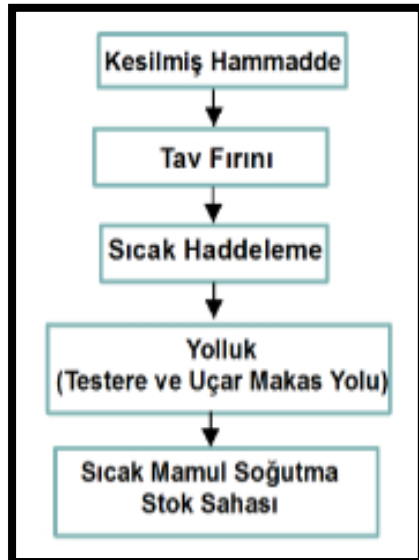 Kesilmiş Hammadde
Tav Fırını
Sıcak Haddeleme
Yolluk
(Testere ve Uçar Makas Yolu)
Sıcak Mamul Soğutma
Stok Sahası